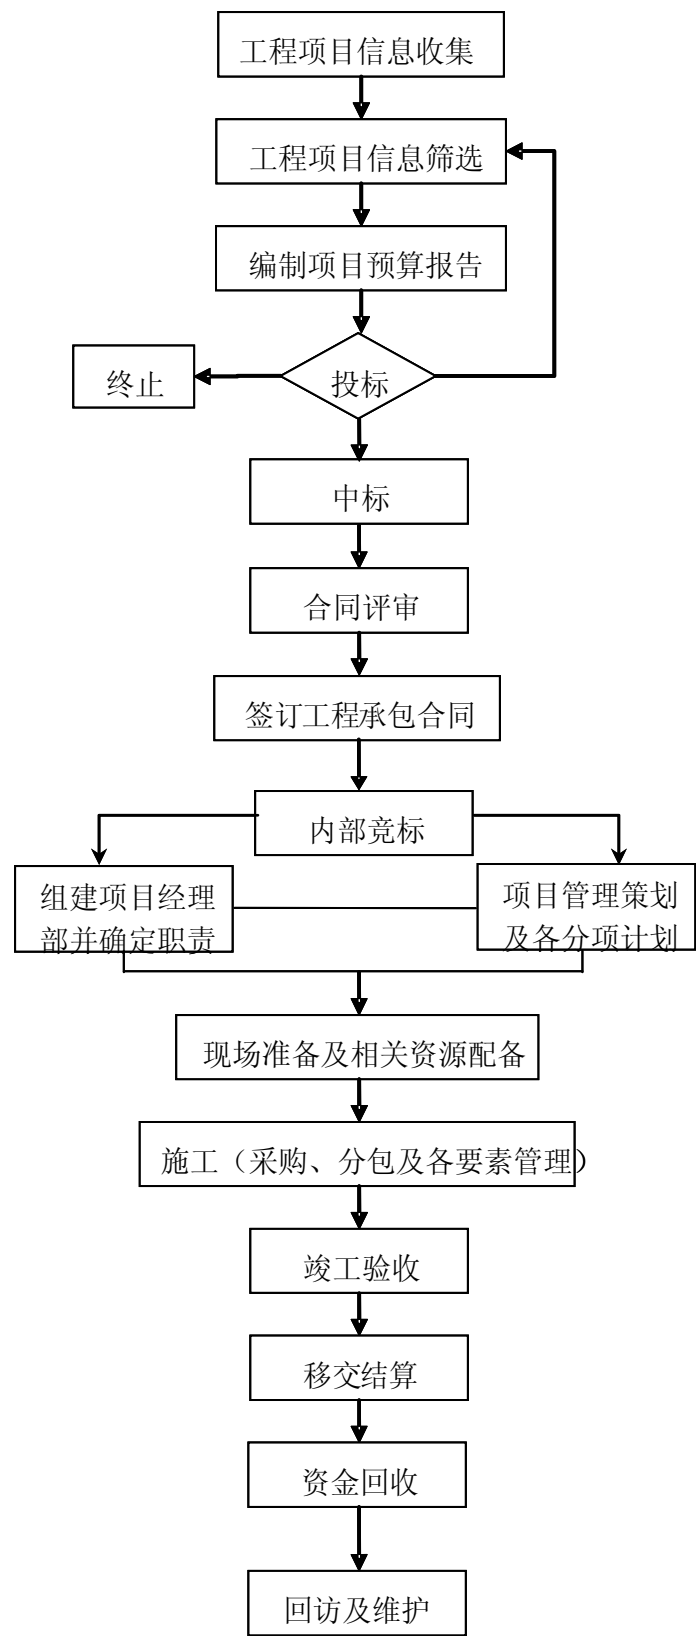 工程项目信息收集
工程项目信息筛选
编制项目预算报告
终止
投标
中标
合同评审
签订工程承包合同
内部竞标
组建项目经理
部并确定职责
项目管理策划
及各分项计划
现场准备及相关资源配备
施工（采购、分包及各要素管理）
竣工验收
移交结算
资金回收
回访及维护